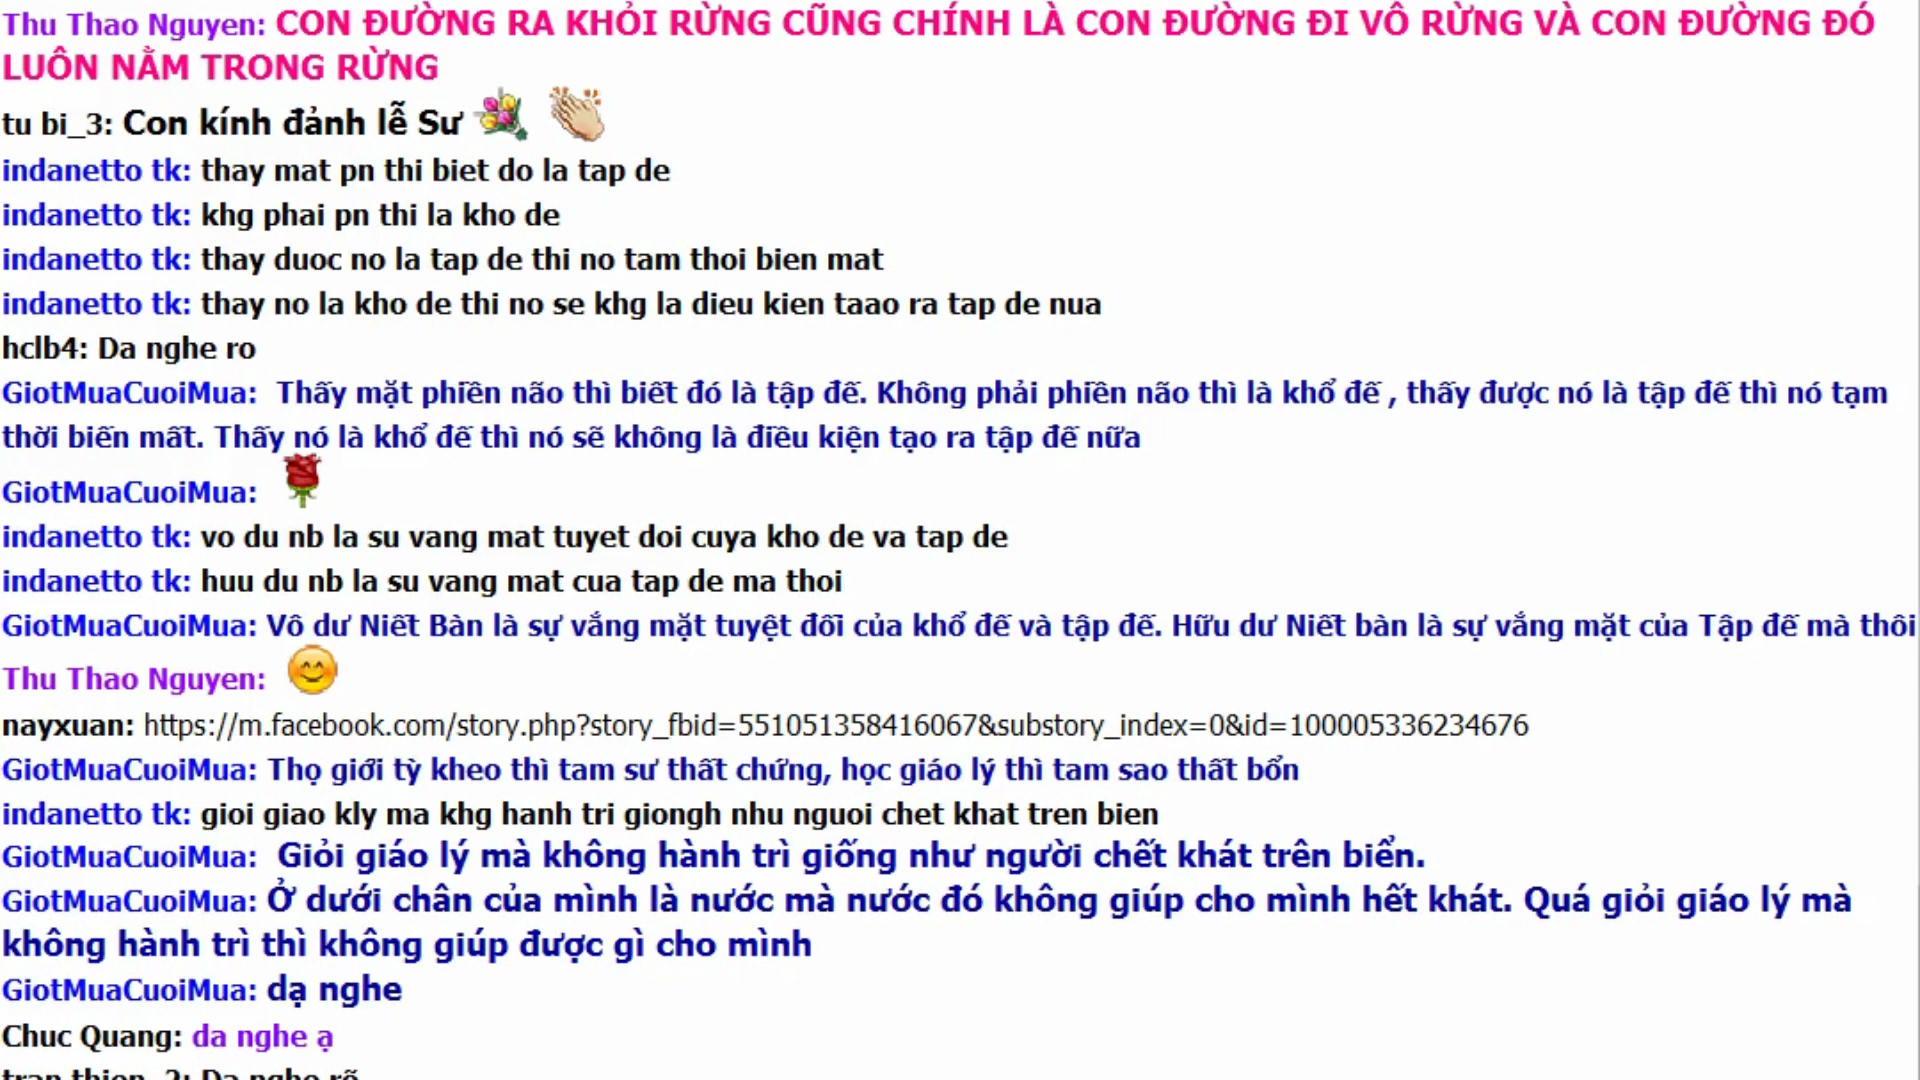 Thu Thao Nguyen: CON ĐƯỜNG RA KHỎI RỪNG CŨNG CHÍNH LÀ CON ĐƯỜNG ĐI VÔ RỪNG VÀ CON ĐƯỜNG ĐÓ
LUÔN NẰM TRONG RỪNG
tu bi_3: Con kính đảnh lễ Sư
indanetto tk: thay mat pn thi biet do la tap de
indanetto tk: khg phai pn thi la kho de
indanetto tk: thay duoc no la tap de thi no tam thoi bien mat
indanetto tk: thay no la kho de thi no se khg la dieu kien taao ra tap de nua
hclb4: Da nghe ro
GiotMuaCuoiMua: Thấy mặt phiền não thì biết đó là tập đế. Không phải phiền não thì là khổ đế , thấy được nó là tập đế thì nó tạm
thời biến mất. Thấy nó là khổ đế thì nó sẽ không là điều kiện tạo ra tập đế nữa
GiotMuaCuoiMua:
indanetto tk: vo du nb la su vang mat tuyet doi cuya kho de va tap de
indanetto tk: huu du nb la su vang mat cua tap de ma thoi
GiotMuaCuoiMua: Vô dư Niết Bàn là sự vắng mặt tuyệt đối của khổ đế và tập đế. Hữu dư Niết bàn là sự vắng mặt của Tập đế mà thôi
Thu Thao Nguyen:
nayxuan: https://m.facebook.com/story.php?story_fbid=551051358416067&substory_index=0&id=100005336234676
GiotMuaCuoiMua: Thọ giới tỳ kheo thì tam sư thất chứng, học giáo lý thì tam sao thất bổn
indanetto tk: gioi giao kly ma khg hanh tri giongh nhu nguoi chet khat tren bien
GiotMuaCuoiMua: Giỏi giáo lý mà không hành trì giống như người chết khát trên biển.
GiotMuaCuoiMua: Ở dưới chân của mình là nước mà nước đó không giúp cho mình hết khát. Quá giỏi giáo lý mà
không hành trì thì không giúp được gì cho mình
GiotMuaCuoiMua: dạ nghe
Chuc Quang: da nghe ạ
tran thien_2: Da nghe rõ